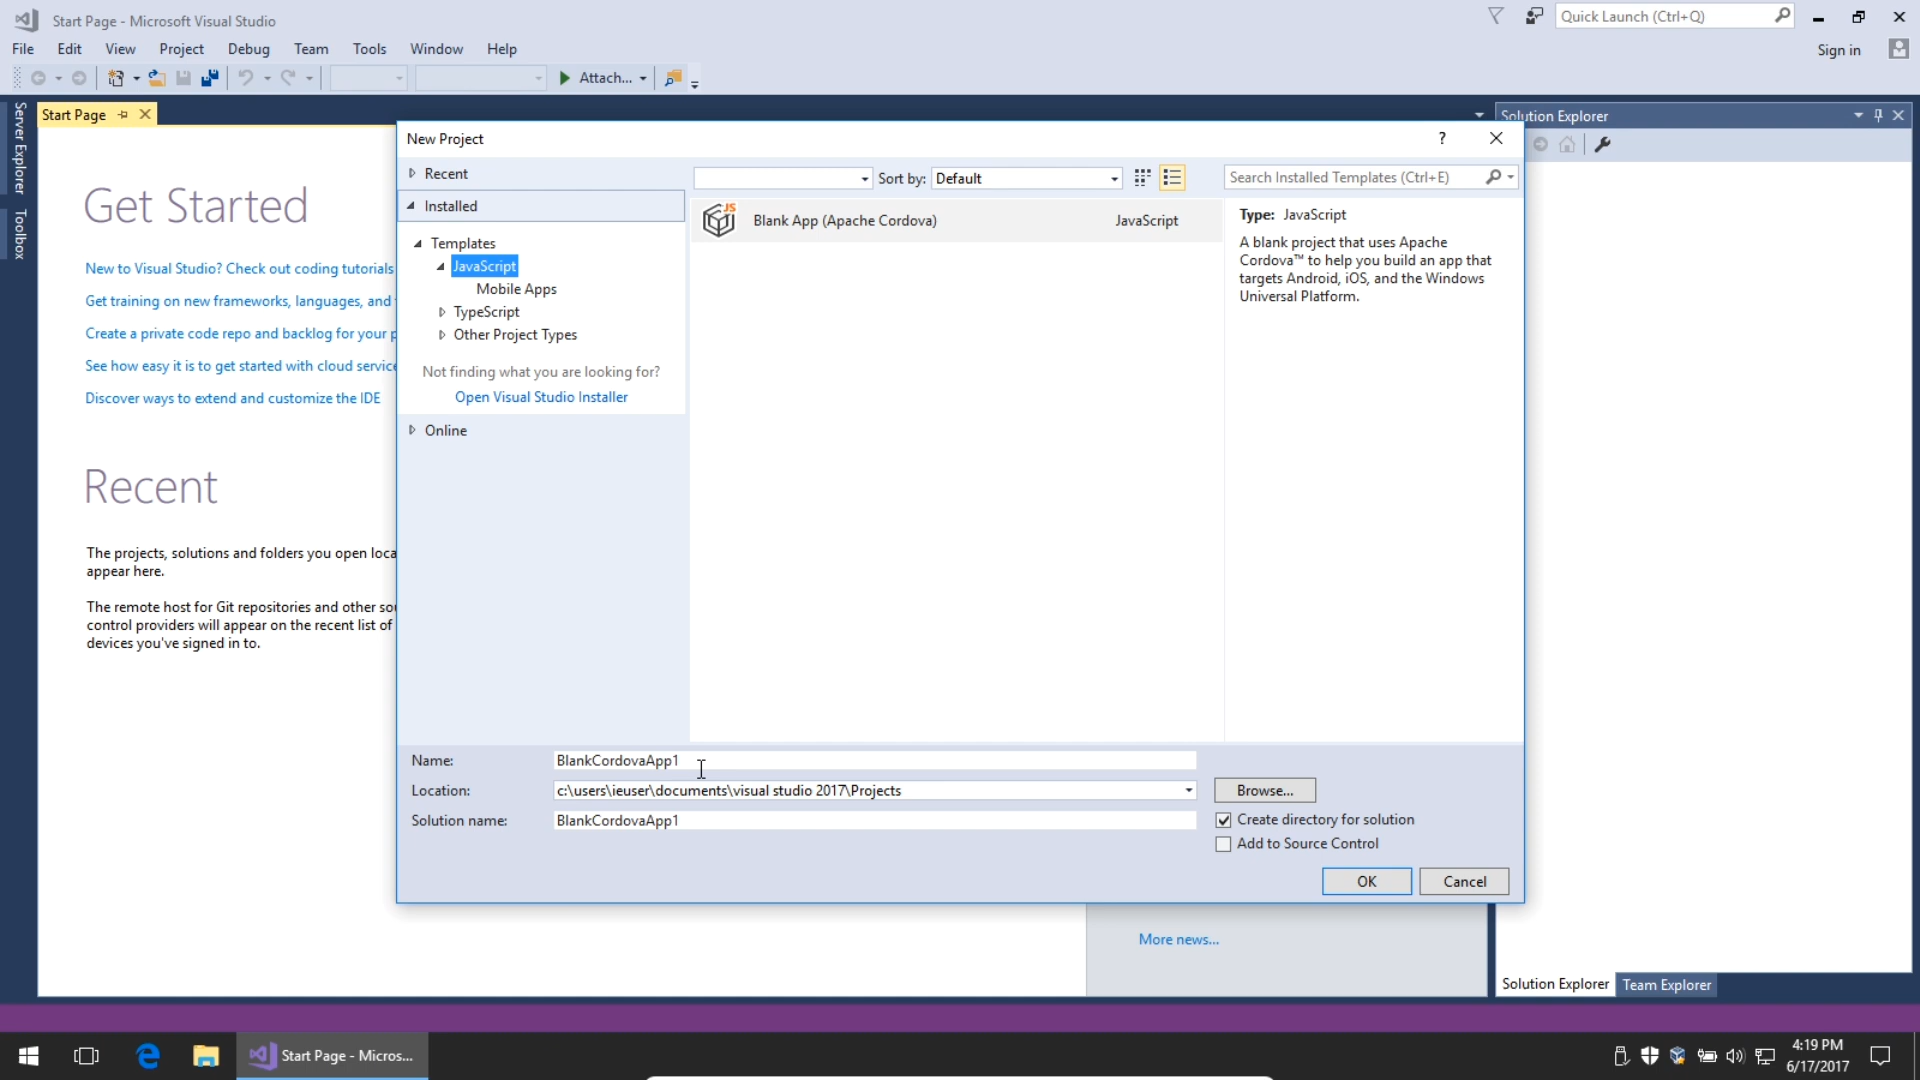 Start Page - Microsoft Visual Studio
Quick Launch (Ctrl+Q)
File Edit View Project Debug Team Tools Window Help
Sign in
Attach...
Server Explorer
Toolbox
Start Page
Solution Explorer
Get Started
New to Visual Studio? Check out coding tutorials
Get training on new frameworks, languages, and
Create a private code repo and backlog for your p
See how easy it is to get started with cloud service
Discover ways to extend and customize the IDE
Recent
The projects, solutions and folders you open loca
appear here.
The remote host for Git repositories and other sou
control providers will appear on the recent list of
devices you've signed in to.
New Project
?
Recent
Sort by: Default
Search Installed Templates (Ctrl+E)
Installed
Templates
JavaScript
Mobile Apps
TypeScript
Other Project Types
Not finding what you are looking for?
Open Visual Studio Installer
Online
JS
Blank App (Apache Cordova) JavaScript
Type: JavaScript
A blank project that uses Apache
Cordova™ to help you build an app that
targets Android, iOS, and the Windows
Universal Platform.
Name: BlankCordovaApp1
Location: c:\users\ieuser\documents\visual studio 2017\Projects
Browse...
Solution name: BlankCordovaApp1
Create directory for solution
Add to Source Control
OK Cancel
More news...
Solution Explorer Team Explorer
Start Page - Micros...
4:19 PM
6/17/2017